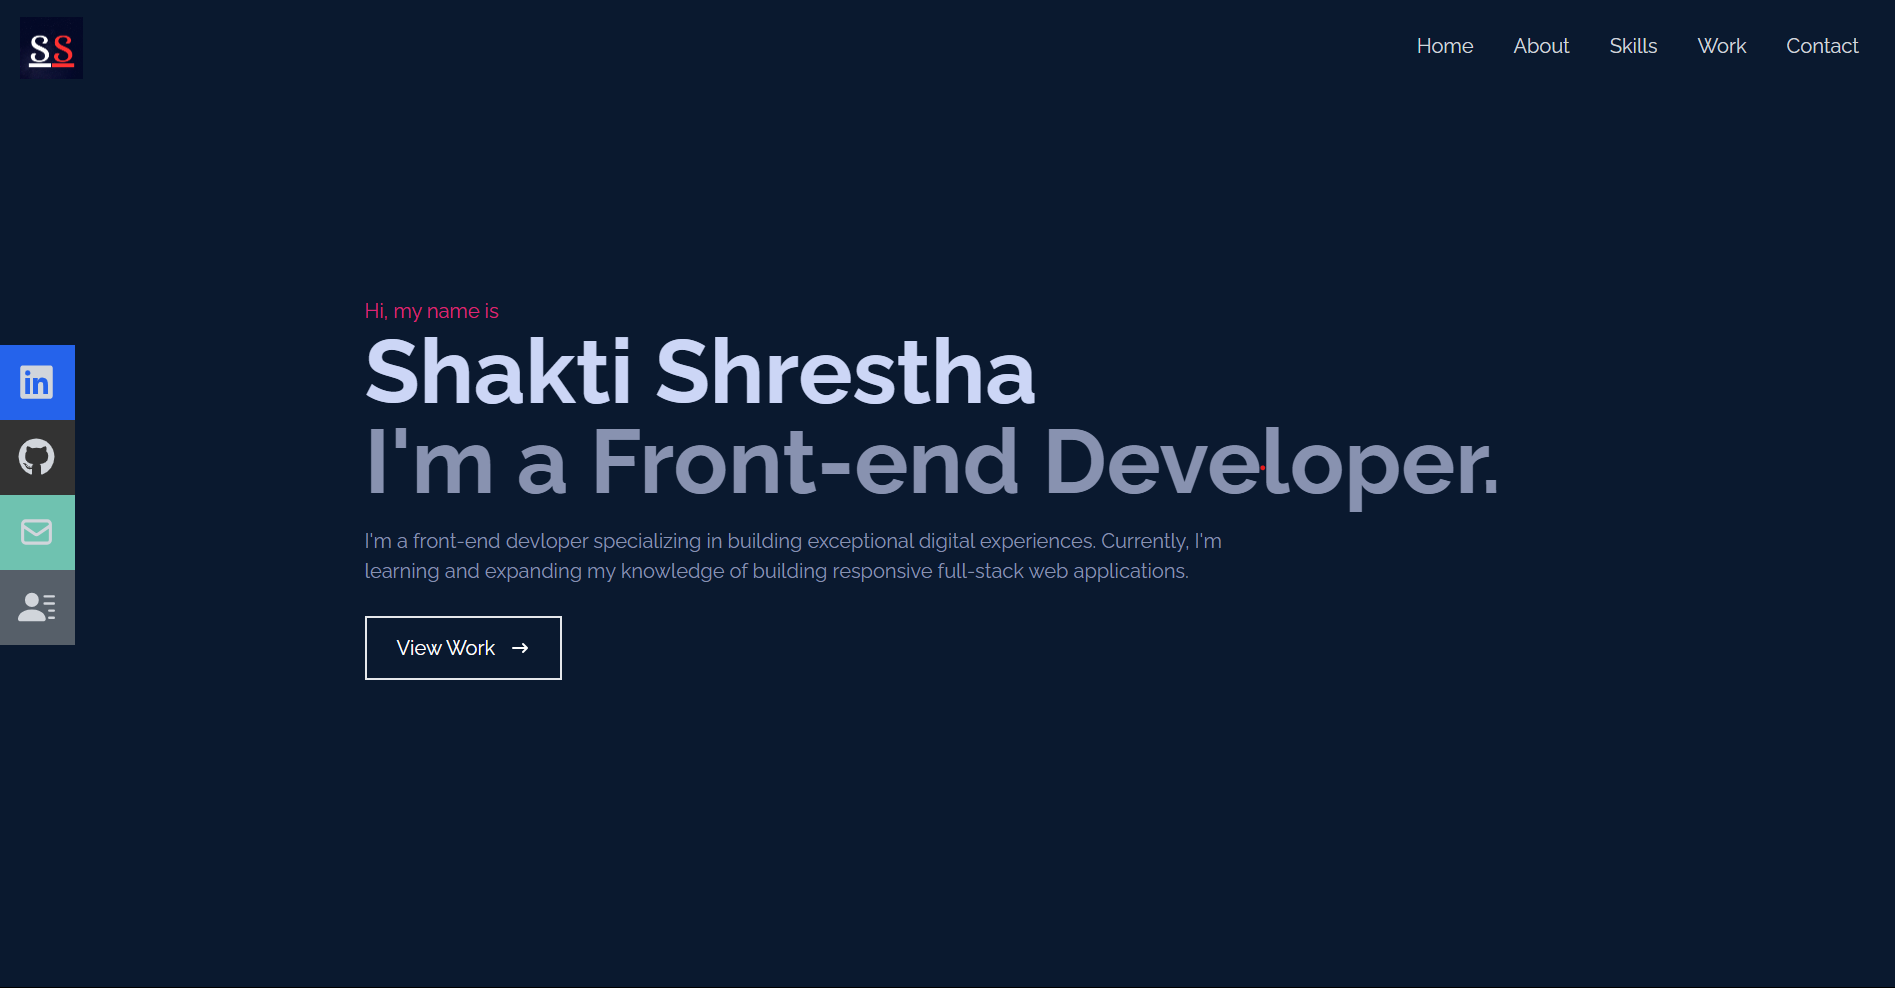 SS
Home About Skills Work Contact
Hi, my name is
Shakti Shrestha
I'm a Front-end Developer.
I'm a front-end devloper specializing in building exceptional digital experiences. Currently, I'm
learning and expanding my knowledge of building responsive full-stack web applications.
View Work →
in